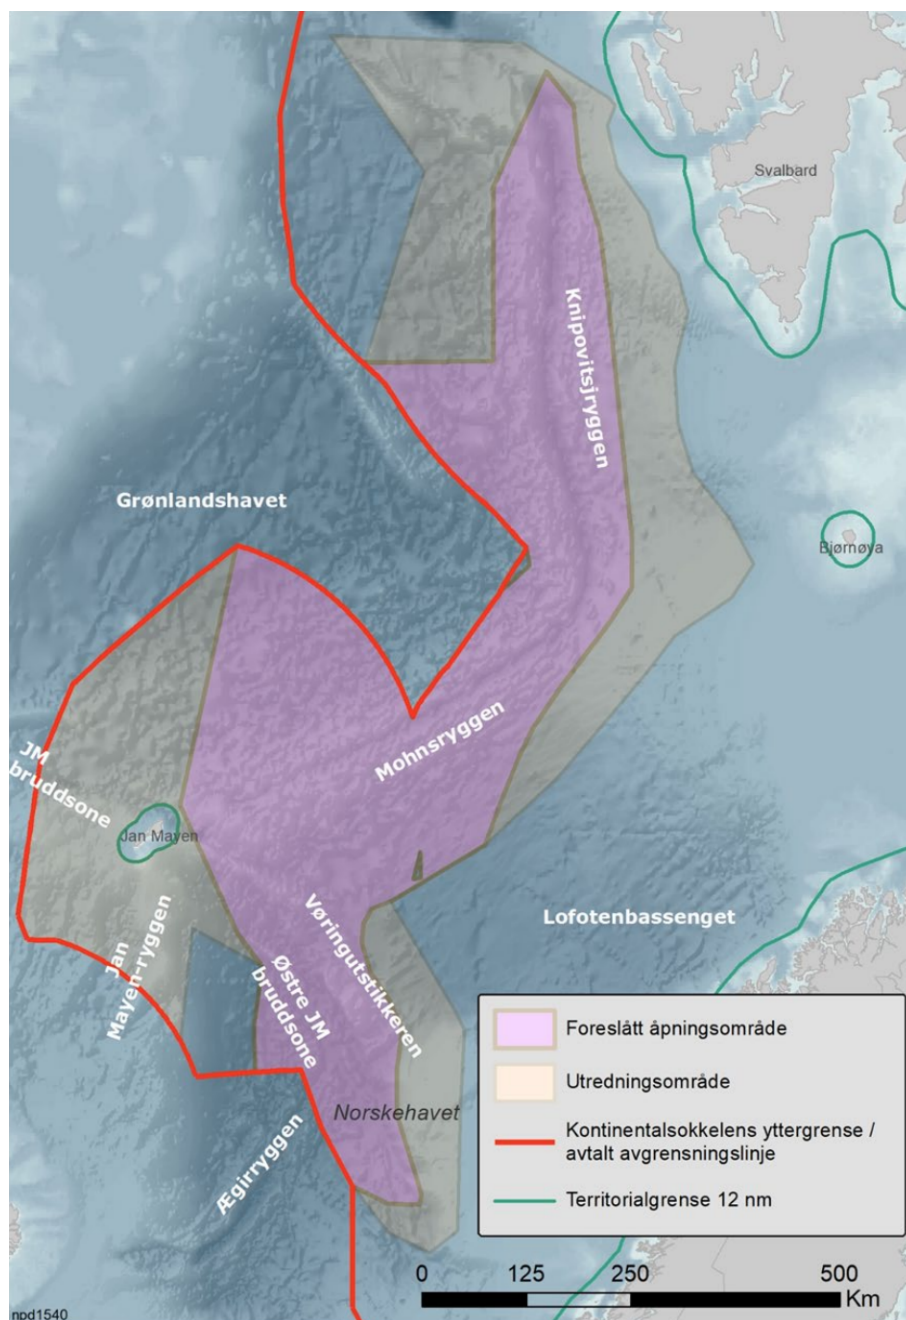 Svalbard
Knipovitsjryggen
Grønlandshavet
Bjørnøya
Mohnsryggen
JM
bruddsone
Jan Mayen
Jan
Mayen-ryggen
Vøringutstikkeren
Lofotenbassenget
Østre JM
bruddsone
Norskehavet
Ægirryggen
Foreslått åpningsområde
Utredningsområde
Kontinentalsokkelens yttergrense /
avtalt avgrensningslinje
Territorialgrense 12 nm
0 125 250 500
Km
npd1540